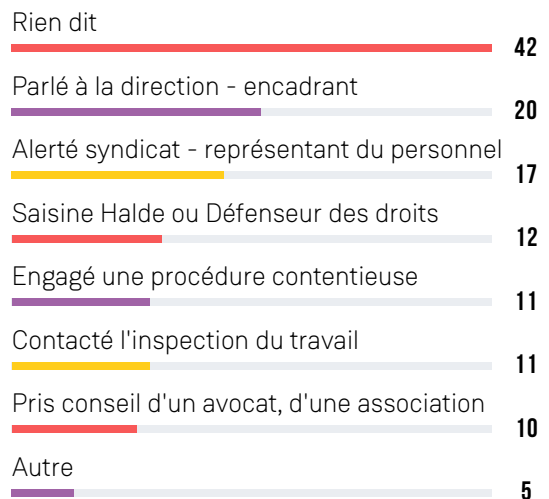 Rien dit
42
Parlé à la direction - encadrant
20
Alerté syndicat - représentant du personnel
17
Saisine Halde ou Défenseur des droits
12
Engagé une procédure contentieuse
11
Contacté l'inspection du travail
11
Pris conseil d'un avocat, d'une association
10
Autre
5